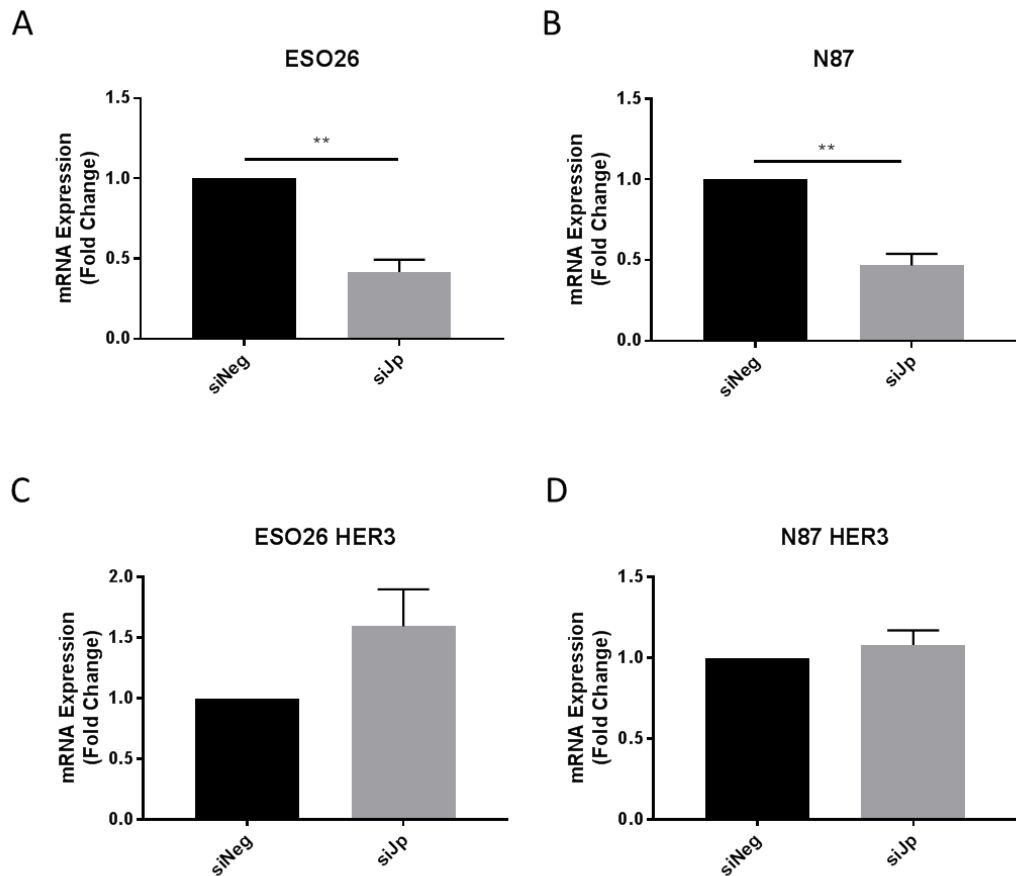 A
ESO26
mRNA Expression
(Fold Change)
1.5
1.0
0.5
0.0
**
siNeg
siJp
B
N87
mRNA Expression
(Fold Change)
1.5
1.0
0.5
0.0
**
siNeg
siJp
C
ESO26 HER3
mRNA Expression
(Fold Change)
2.0
1.5
1.0
0.5
0.0
siNeg
siJp
D
N87 HER3
mRNA Expression
(Fold Change)
1.5
1.0
0.5
0.0
siNeg
siJp